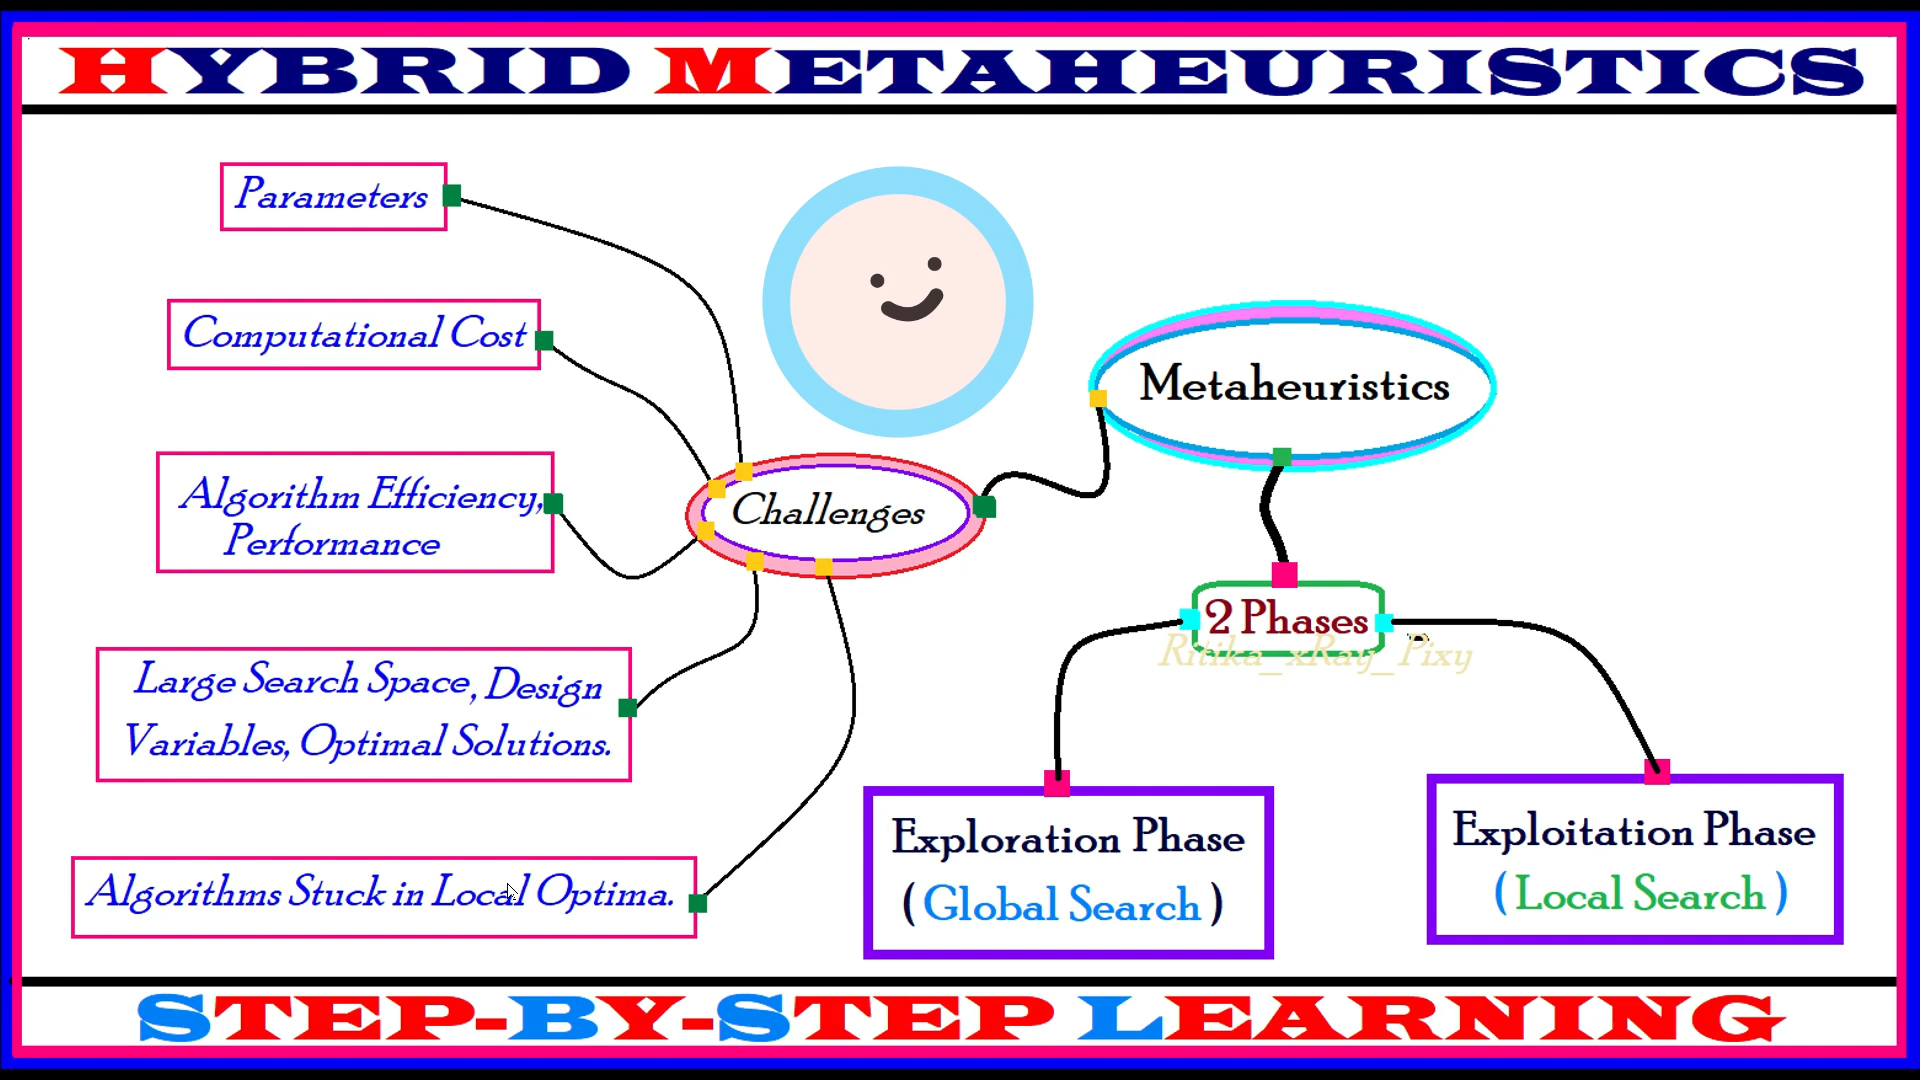 HYBRID METAHEURISTICS
Parameters
Computational Cost
Metaheuristics
Algorithm Efficiency,
Performance
Challenges
2 Phases
Ritika_xRay_Pixy
Large Search Space, Design
Variables, Optimal Solutions.
Exploration Phase
(Global Search)
Exploitation Phase
(Local Search)
Algorithms Stuck in Local Optima.
STEP-BY-STEP LEARNING